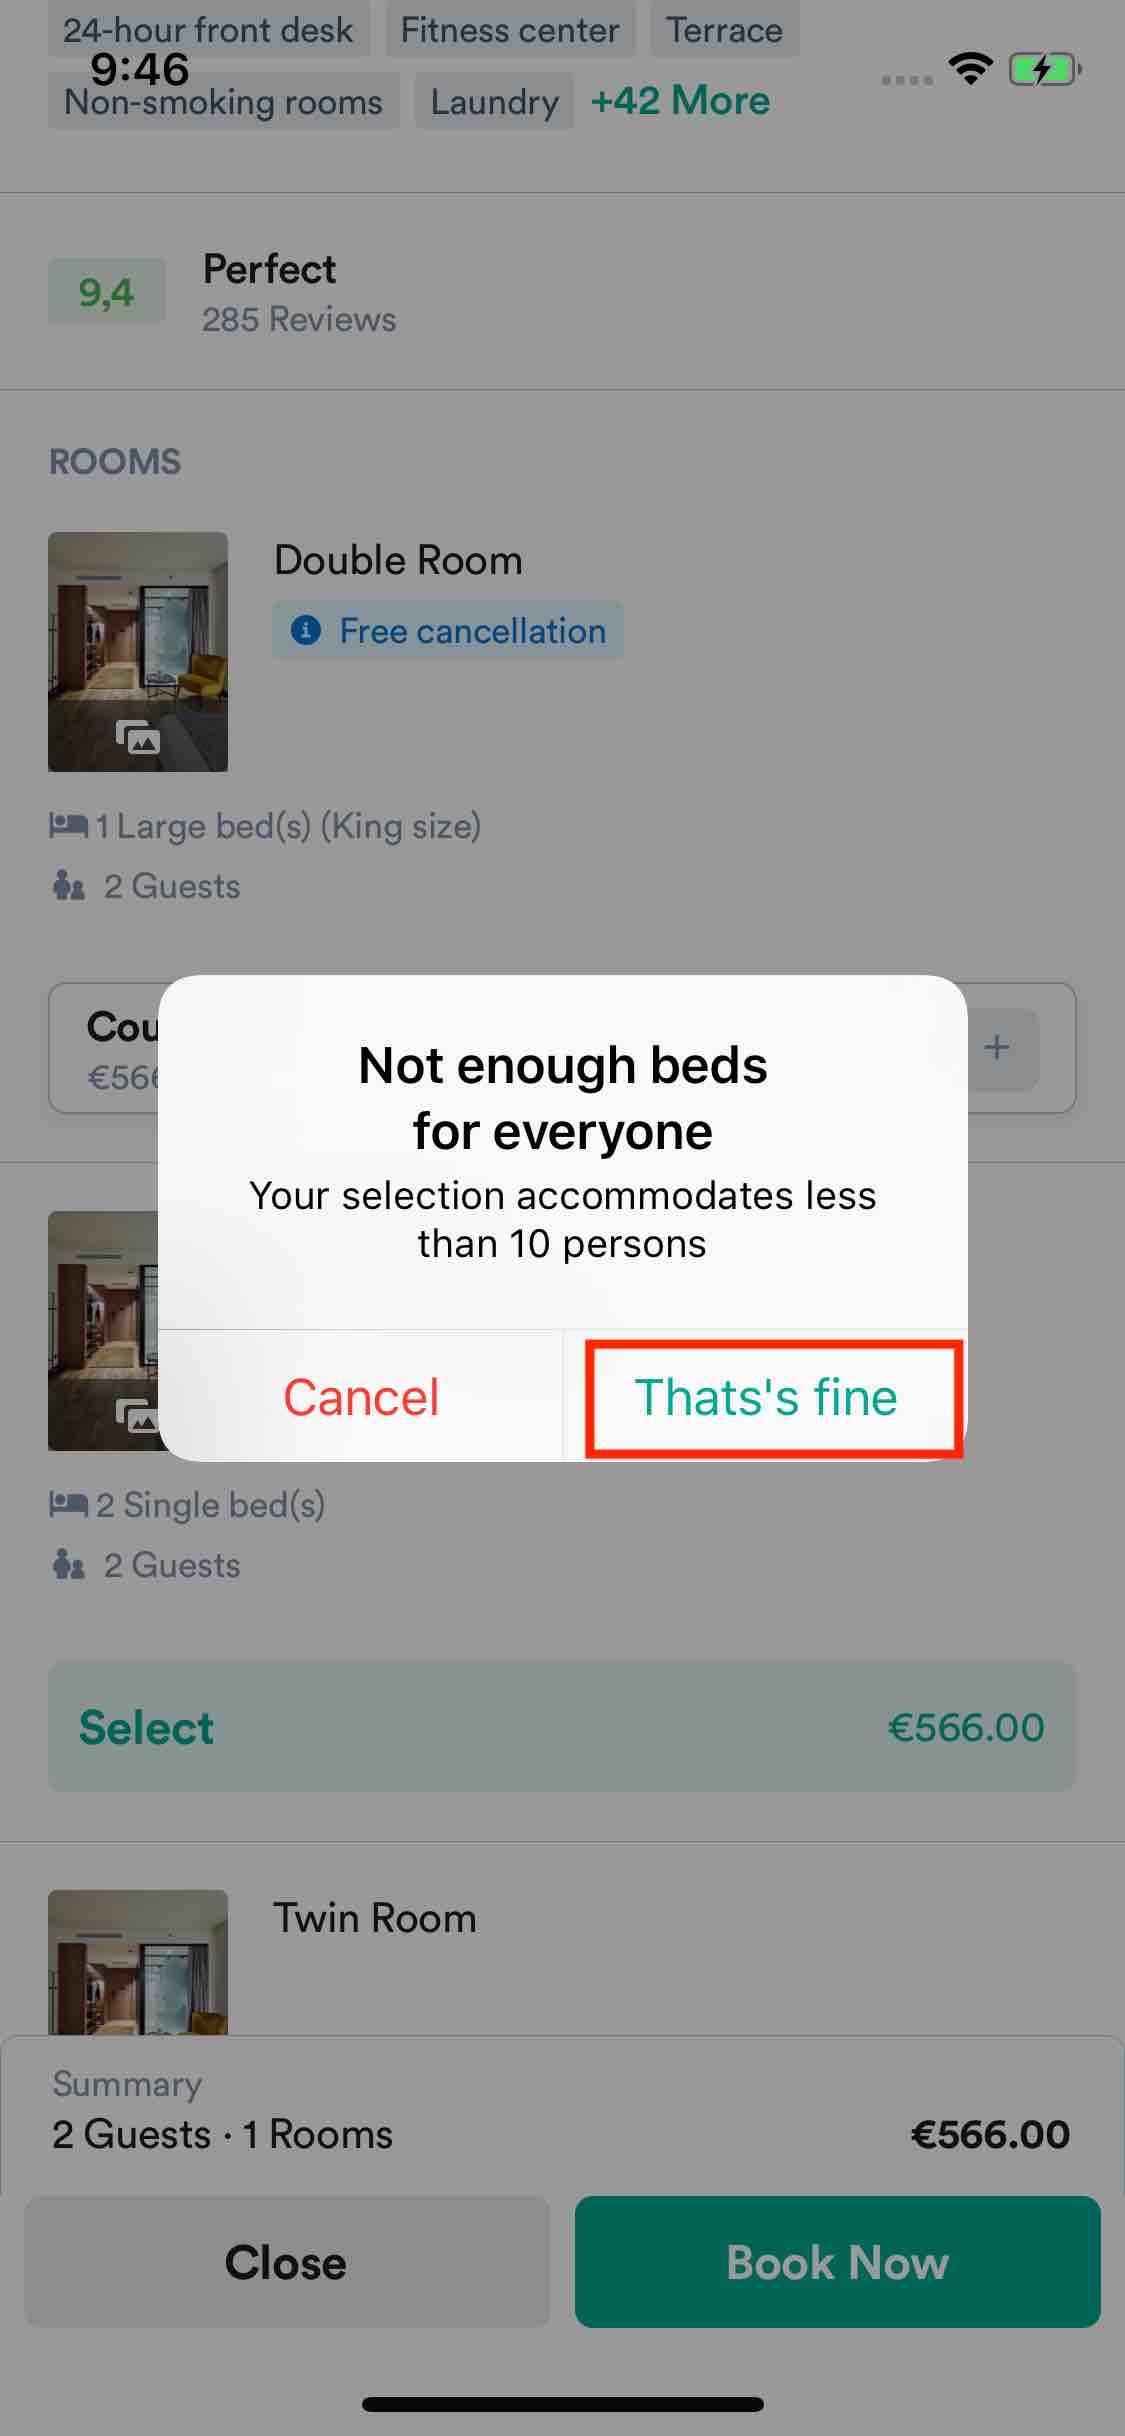 24-hour front desk Fitness center Terrace
9:46
Non-smoking rooms Laundry +42 More
9,4 Perfect
285 Reviews
ROOMS
Double Room
Free cancellation
1 Large bed(s) (King size)
2 Guests
Cou
€566
+
Not enough beds
for everyone
Your selection accommodates less
than 10 persons
Cancel Thats's fine
2 Single bed(s)
2 Guests
Select €566.00
Twin Room
Summary
2 Guests · 1 Rooms €566.00
Close Book Now